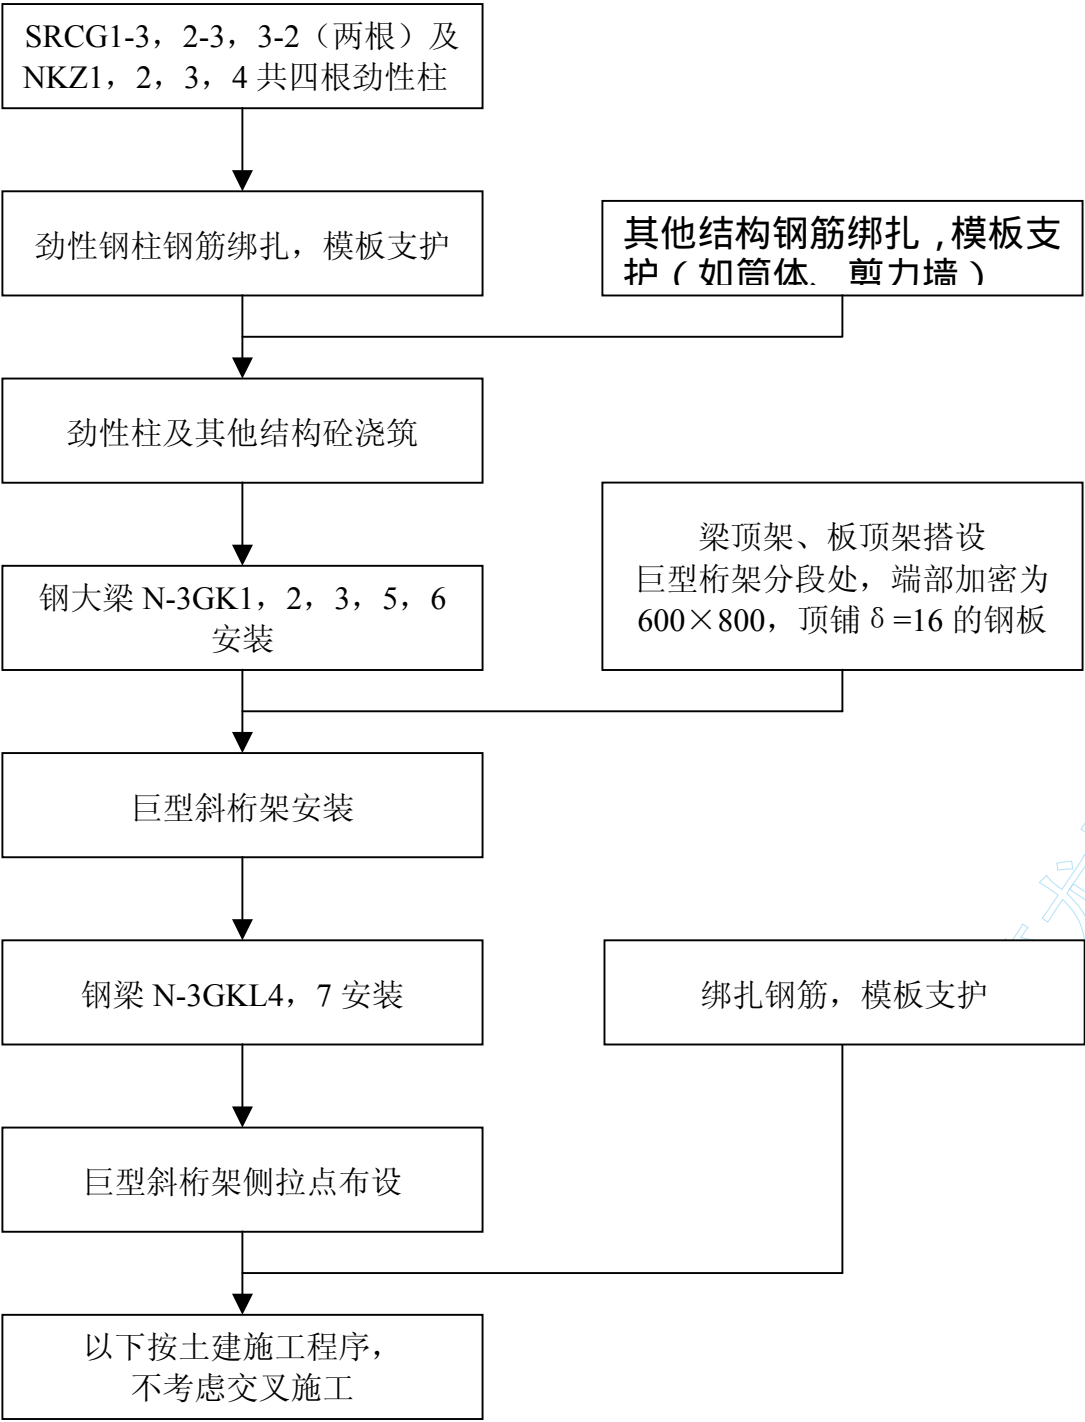 SRCG1-3，2-3，3-2（两根）及
NKZ1，2，3，4 共四根劲性柱
劲性钢柱钢筋绑扎，模板支护
其他结构钢筋绑扎，模板支
护（如筒体、剪力墙）
劲性柱及其他结构砼浇筑
梁顶架、板顶架搭设
巨型桁架分段处，端部加密为
600×800，顶铺δ=16 的钢板
钢大梁 N-3GK1，2，3，5，6
安装
巨型斜桁架安装
钢梁 N-3GKL4，7 安装
绑扎钢筋，模板支护
巨型斜桁架侧拉点布设
以下按土建施工程序，
不考虑交叉施工